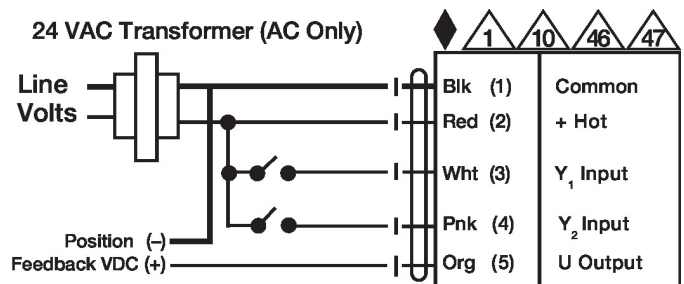 24 VAC Transformer (AC Only)
1 10 46 47
Line
Volts
Blk (1) Common
Red (2) + Hot
Wht (3) Y1 Input
Pnk (4) Y2 Input
Position (–)
Feedback VDC (+)
Org (5) U Output